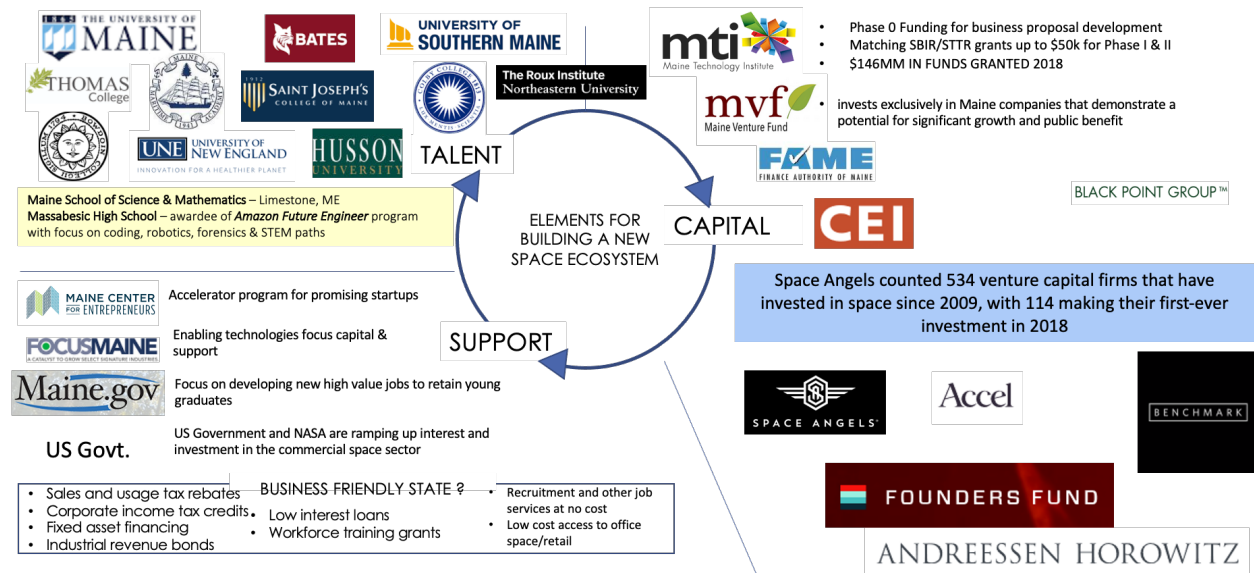 1865 THE UNIVERSITY OF
MAINE
BATES
UNIVERSITY OF
SOUTHERN MAINE
THOMAS
College
MAINE
MARITIME
ACADEMY
1941
1912
SAINT JOSEPH'S
COLLEGE OF MAINE
COLBY COLLEGE 1813
The Roux Institute
Northeastern University
1794
UNE UNIVERSITY OF
NEW ENGLAND
INNOVATION FOR A HEALTHIER PLANET
HUSSON
UNIVERSITY
TALENT
Maine School of Science & Mathematics – Limestone, ME
Massabesic High School – awardee of Amazon Future Engineer program
with focus on coding, robotics, forensics & STEM paths
mti
Maine Technology Institute
• Phase 0 Funding for business proposal development
• Matching SBIR/STTR grants up to $50k for Phase I & II
• $146MM IN FUNDS GRANTED 2018
mvf
Maine Venture Fund
• invests exclusively in Maine companies that demonstrate a
potential for significant growth and public benefit
FAME
FINANCE AUTHORITY OF MAINE
BLACK POINT GROUP™
ELEMENTS FOR
BUILDING A NEW
SPACE ECOSYSTEM
CAPITAL
CEI
Space Angels counted 534 venture capital firms that have
invested in space since 2009, with 114 making their first-ever
investment in 2018
MAINE CENTER
FOR ENTREPRENEURS
Accelerator program for promising startups
FOCUSMAINE
A CATALYST TO GROW SELECT SIGNATURE INDUSTRIES
Enabling technologies focus capital &
support
SUPPORT
Maine.gov
Focus on developing new high value jobs to retain young
graduates
US Govt.
US Government and NASA are ramping up interest and
investment in the commercial space sector
BUSINESS FRIENDLY STATE ?
• Sales and usage tax rebates
• Corporate income tax credits
• Fixed asset financing
• Industrial revenue bonds
• Low interest loans
• Workforce training grants
• Recruitment and other job
services at no cost
• Low cost access to office
space/retail
SPACE ANGELS
Accel
BENCHMARK
FOUNDERS FUND
ANDREESSEN HOROWITZ